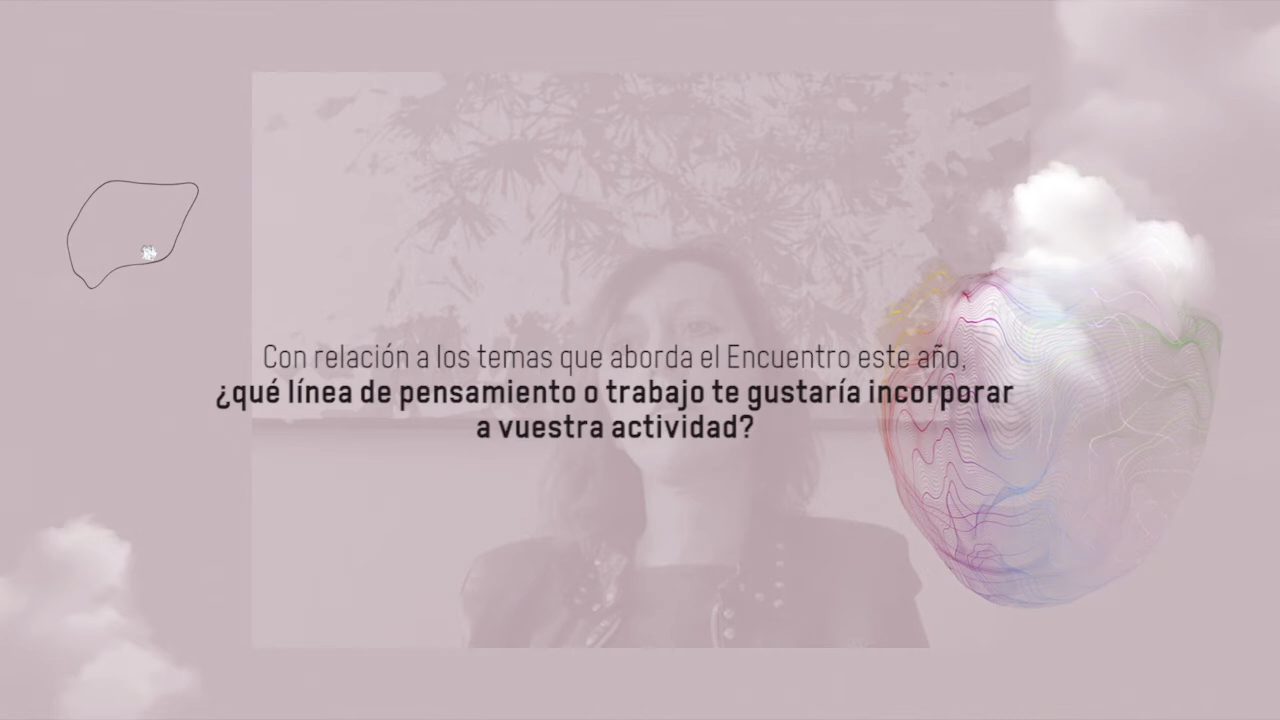 Con relación a los temas que aborda el Encuentro este año,
¿qué línea de pensamiento o trabajo te gustaría incorporar
a vuestra actividad?